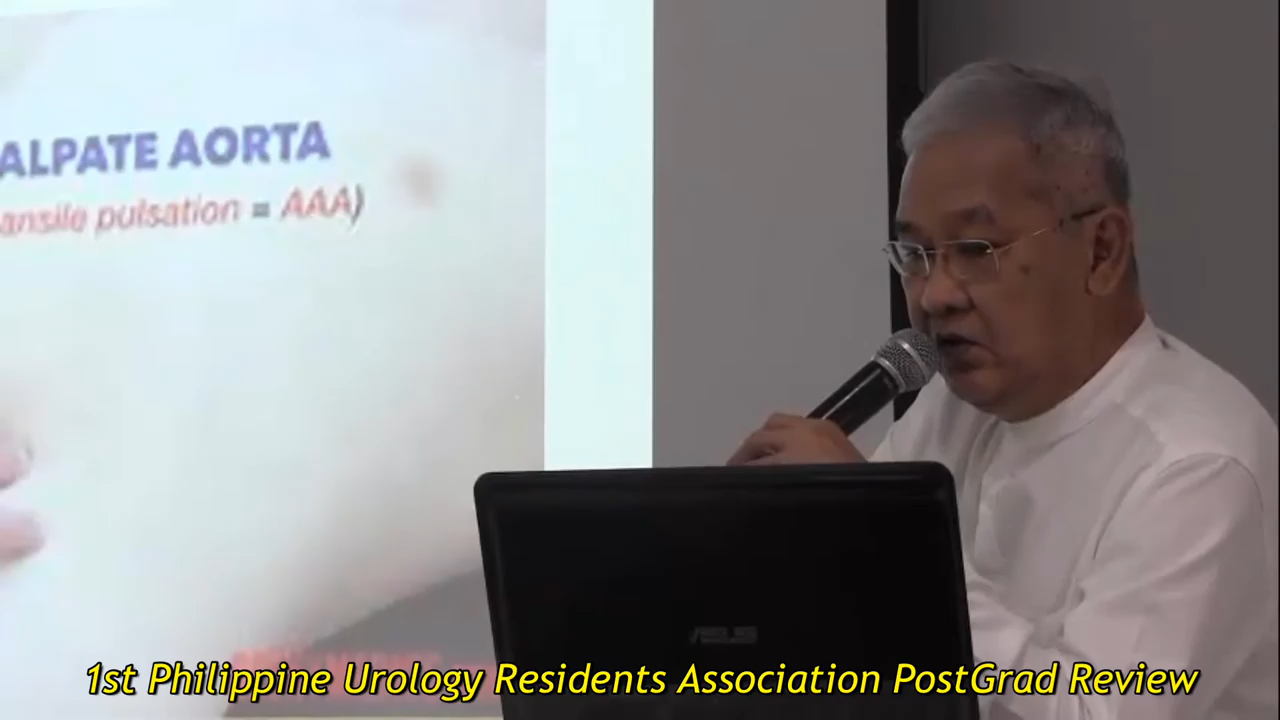 ALPATE AORTA
ansile pulsation = AAA)
ASUS
1st Philippine Urology Residents Association PostGrad Review